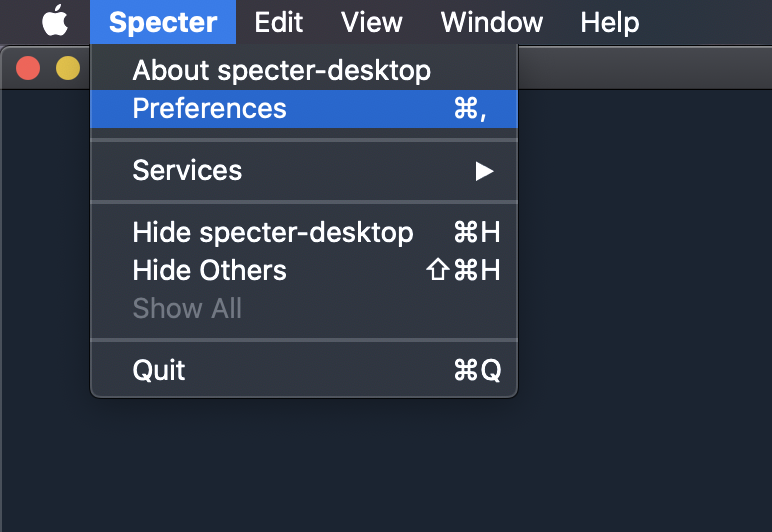 Specter Edit View Window Help
About specter-desktop
Preferences ⌘,
Services ▶
Hide specter-desktop ⌘H
Hide Others ⇧⌘H
Show All
Quit ⌘Q